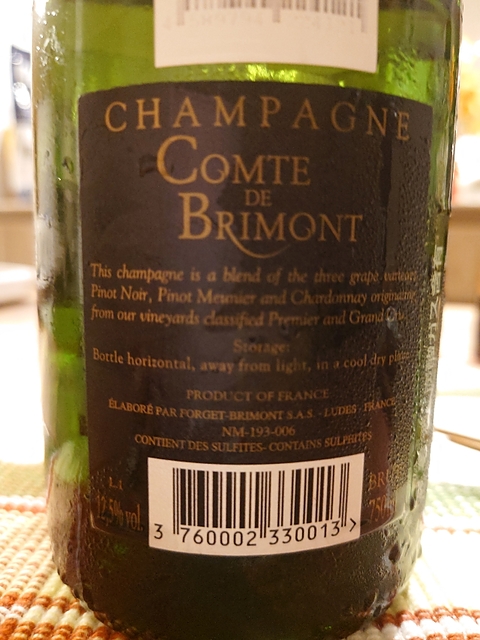 CHAMPAGNE
COMTE
DE
BRIMONT
This champagne is a blend of the three grape varieties
Pinot Noir, Pinot Meunier and Chardonnay originating
from our vineyards classified Premier and Grand Cru.
Storage:
Bottle horizontal, away from light, in a cool dry place
PRODUCT OF FRANCE
ÉLABORÉ PAR FORGET-BRIMONT S.A.S. - LUDES - FRANCE
NM-193-006
CONTIENT DES SULFITES- CONTAINS SULPHITES
12,5% vol.
3 760002 330013 >